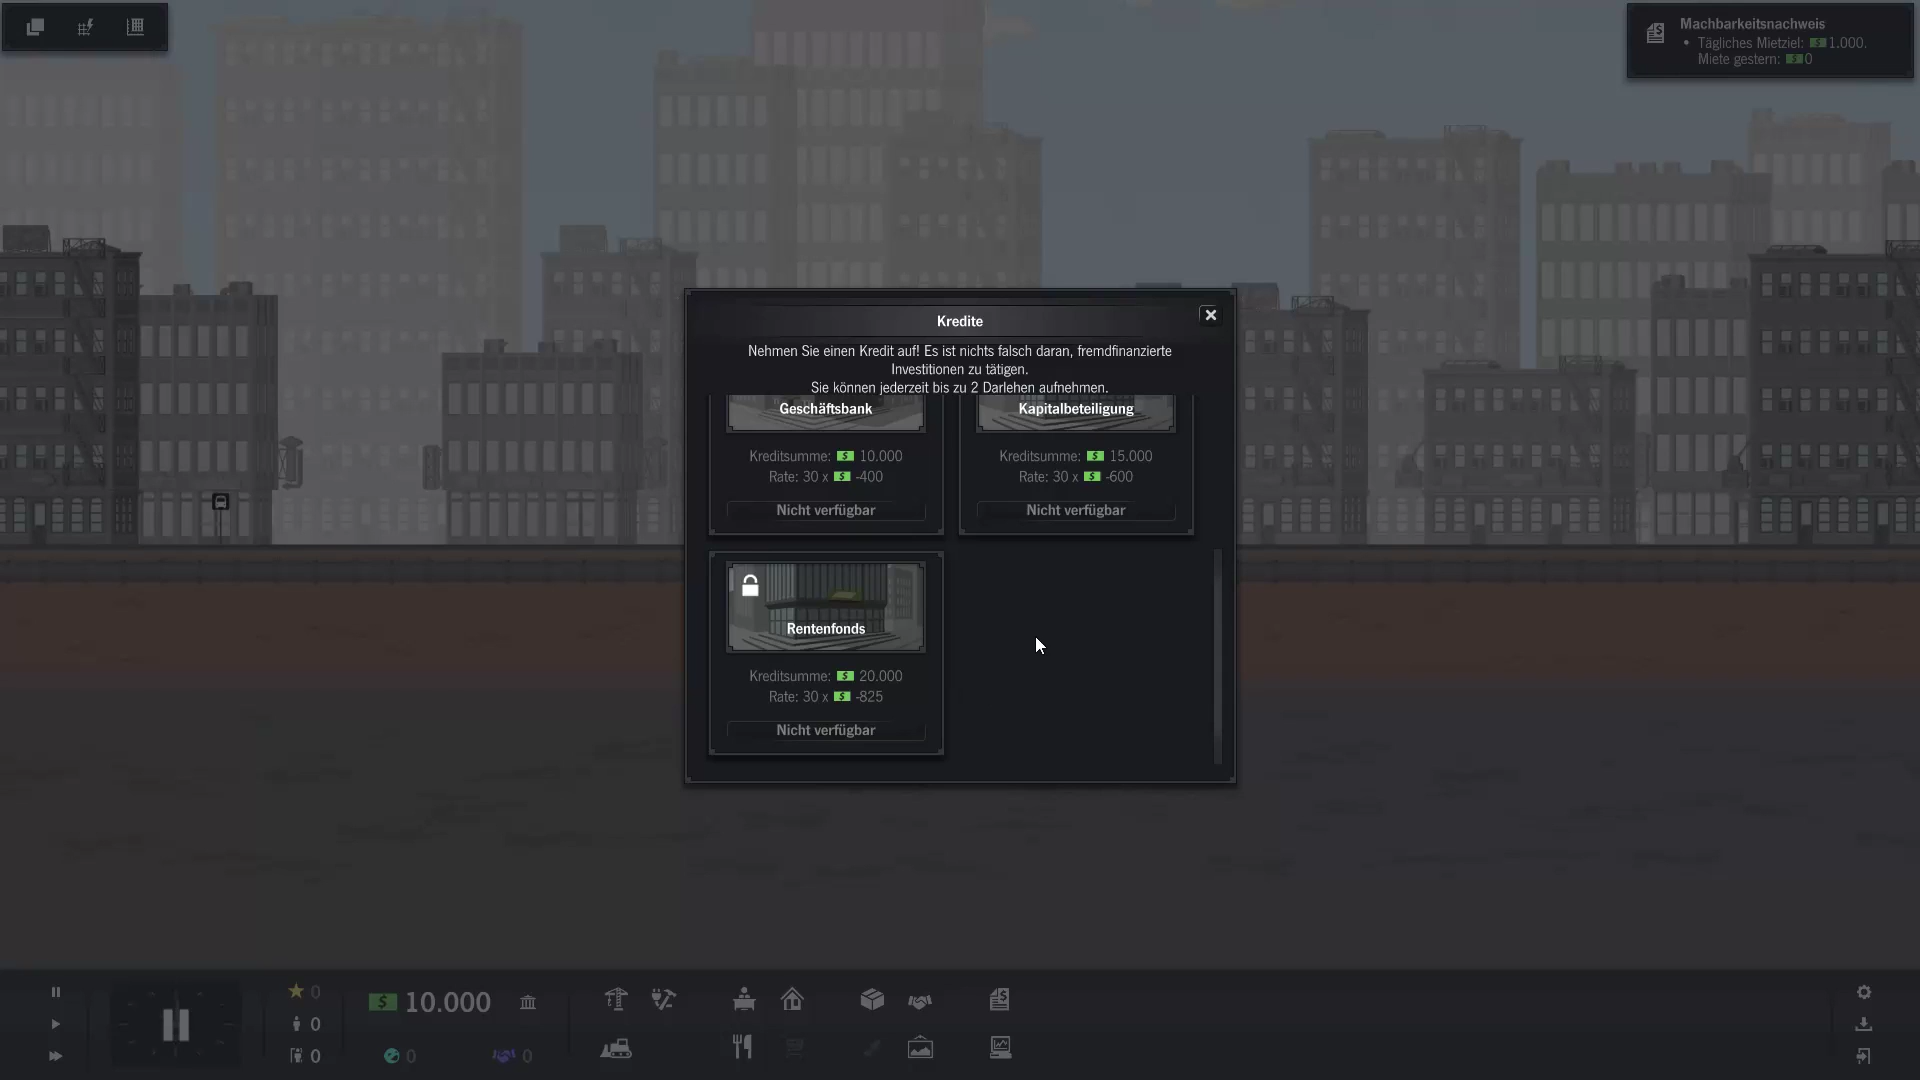 Machbarkeitsnachweis
• Tägliches Mietziel: $ 1.000.
Miete gestern: $ 0
Kredite
Nehmen Sie einen Kredit auf! Es ist nichts falsch daran, fremdfinanzierte
Investitionen zu tätigen.
Sie können jederzeit bis zu 2 Darlehen aufnehmen.
Geschäftsbank
Kreditsumme: $ 10.000
Rate: 30 x $ -400
Nicht verfügbar
Kapitalbeteiligung
Kreditsumme: $ 15.000
Rate: 30 x $ -600
Nicht verfügbar
Rentenfonds
Kreditsumme: $ 20.000
Rate: 30 x $ -825
Nicht verfügbar
0
0
0
$ 10.000
0
0